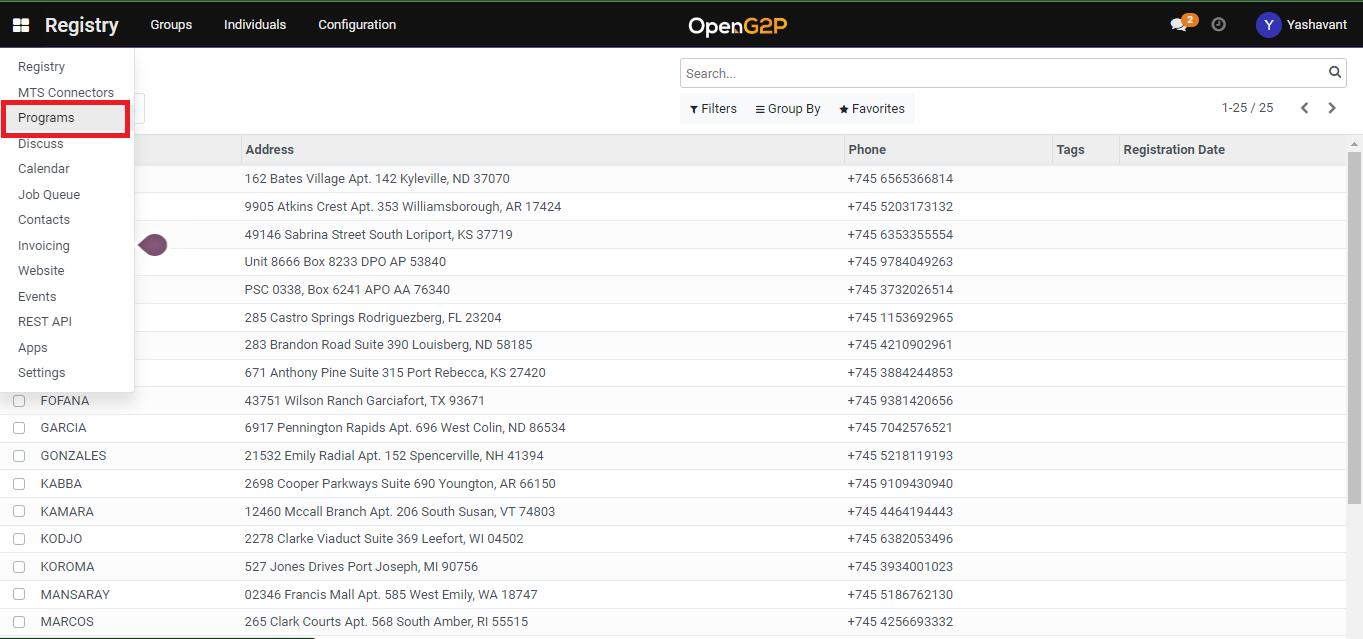 Registry Groups Individuals Configuration OpenG2P 2 Y Yashavant
Registry
MTS Connectors
Programs
Discuss
Calendar
Job Queue
Contacts
Invoicing
Website
Events
REST API
Apps
Settings
Search...
Filters Group By Favorites 1-25 / 25
Address Phone Tags Registration Date
162 Bates Village Apt. 142 Kyleville, ND 37070 +745 6565366814
9905 Atkins Crest Apt. 353 Williamsborough, AR 17424 +745 5203173132
49146 Sabrina Street South Loriport, KS 37719 +745 6353355554
Unit 8666 Box 8233 DPO AP 53840 +745 9784049263
PSC 0338, Box 6241 APO AA 76340 +745 3732026514
285 Castro Springs Rodriguezberg, FL 23204 +745 1153692965
283 Brandon Road Suite 390 Louisberg, ND 58185 +745 4210902961
671 Anthony Pine Suite 315 Port Rebecca, KS 27420 +745 3884244853
FOFANA 43751 Wilson Ranch Garciafort, TX 93671 +745 9381420656
GARCIA 6917 Pennington Rapids Apt. 696 West Colin, ND 86534 +745 7042576521
GONZALES 21532 Emily Radial Apt. 152 Spencerville, NH 41394 +745 5218119193
KABBA 2698 Cooper Parkways Suite 690 Youngton, AR 66150 +745 9109430940
KAMARA 12460 Mccall Branch Apt. 206 South Susan, VT 74803 +745 4464194443
KODJO 2278 Clarke Viaduct Suite 369 Leefort, WI 04502 +745 6382053496
KOROMA 527 Jones Drives Port Joseph, MI 90756 +745 3934001023
MANSARAY 02346 Francis Mall Apt. 585 West Emily, WA 18747 +745 5186762130
MARCOS 265 Clark Courts Apt. 568 South Amber, RI 55515 +745 4256693332